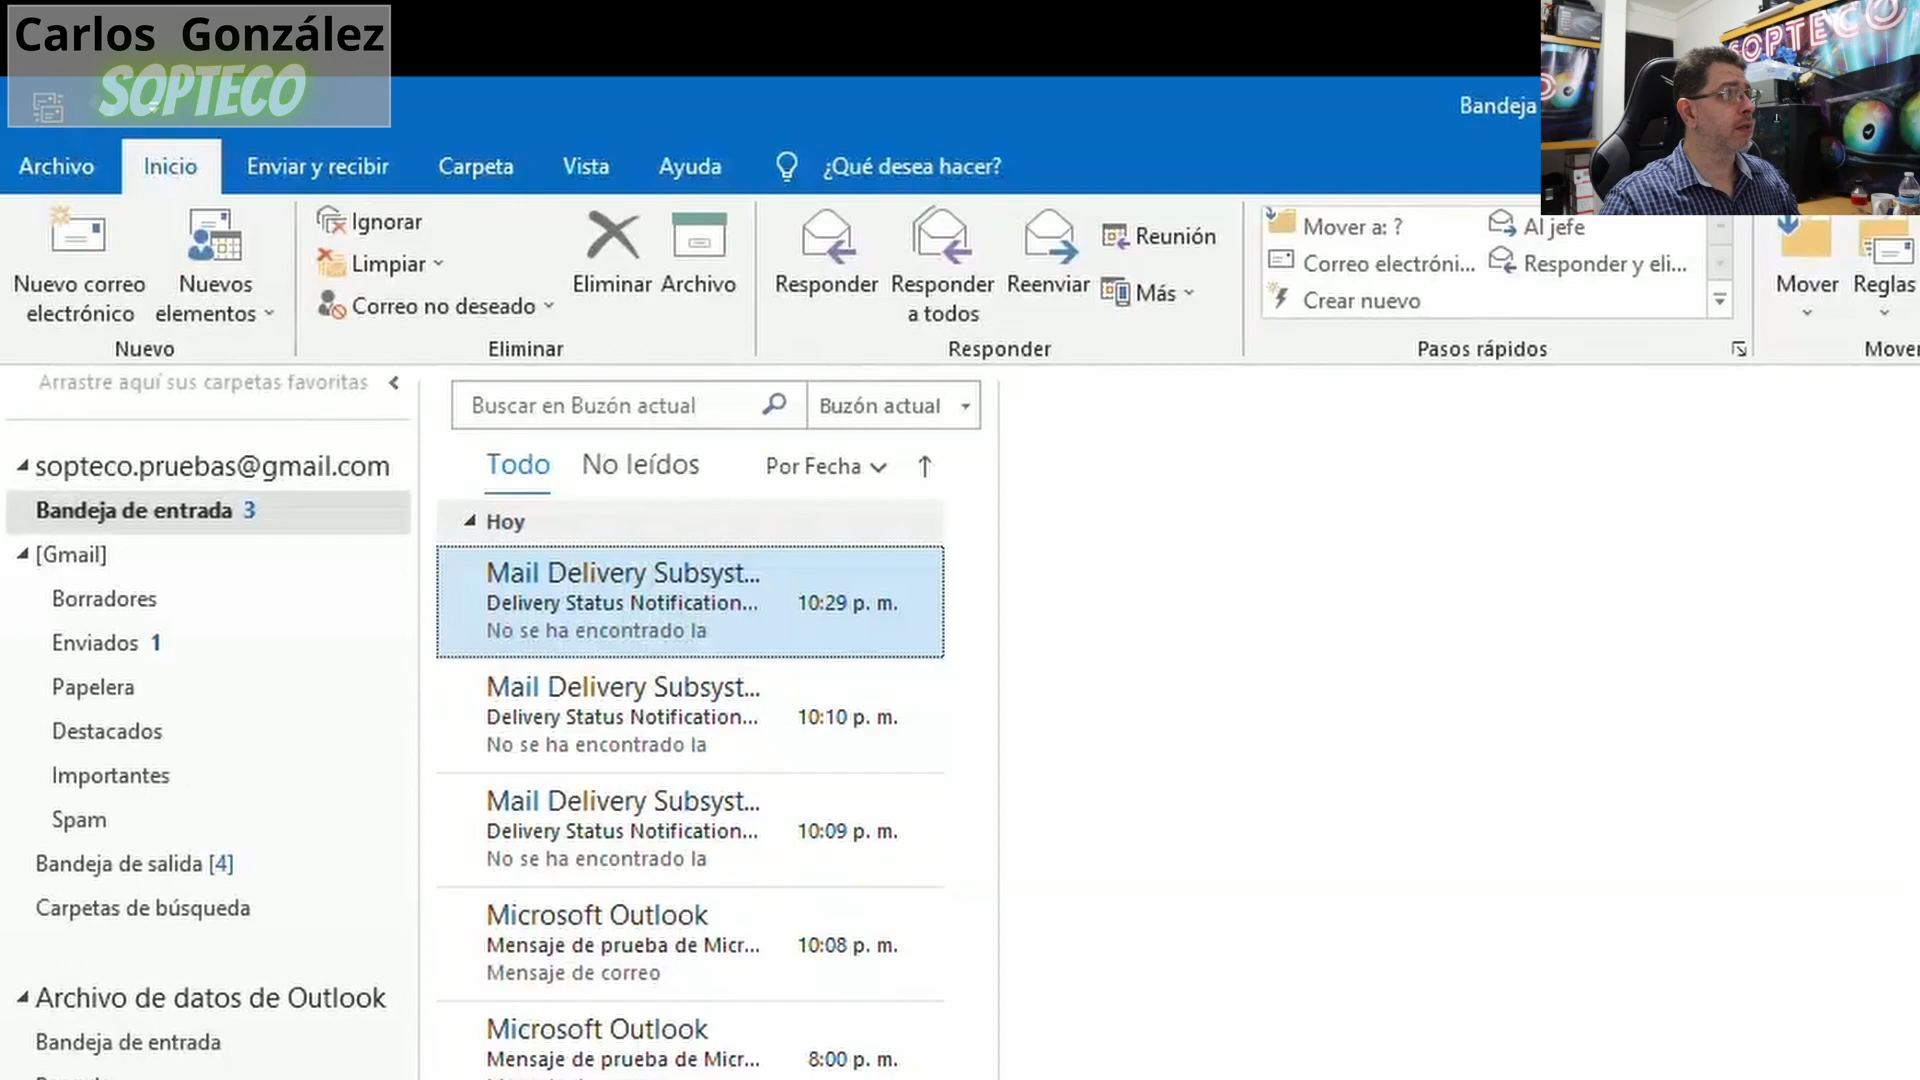 Carlos González
SOPTECO
Bandeja
SOPTECO
Archivo
Inicio
Enviar y recibir
Carpeta
Vista
Ayuda
¿Qué desea hacer?
Nuevo correo
electrónico
Nuevos
elementos
Nuevo
Ignorar
Limpiar
Correo no deseado
Eliminar
Archivo
Eliminar
Responder
Responder
a todos
Reenviar
Reunión
Más
Responder
Mover a: ?
Correo electróni...
Crear nuevo
Al jefe
Responder y eli...
Pasos rápidos
Mover
Reglas
Mover
Arrastre aquí sus carpetas favoritas
sopteco.pruebas@gmail.com
Bandeja de entrada 3
[Gmail]
Borradores
Enviados 1
Papelera
Destacados
Importantes
Spam
Bandeja de salida [4]
Carpetas de búsqueda
Archivo de datos de Outlook
Bandeja de entrada
Buscar en Buzón actual
Buzón actual
Todo
No leídos
Por Fecha
Hoy
Mail Delivery Subsyst...
Delivery Status Notification... 10:29 p. m.
No se ha encontrado la
Mail Delivery Subsyst...
Delivery Status Notification... 10:10 p. m.
No se ha encontrado la
Mail Delivery Subsyst...
Delivery Status Notification... 10:09 p. m.
No se ha encontrado la
Microsoft Outlook
Mensaje de prueba de Micr... 10:08 p. m.
Mensaje de correo
Microsoft Outlook
Mensaje de prueba de Micr... 8:00 p. m.